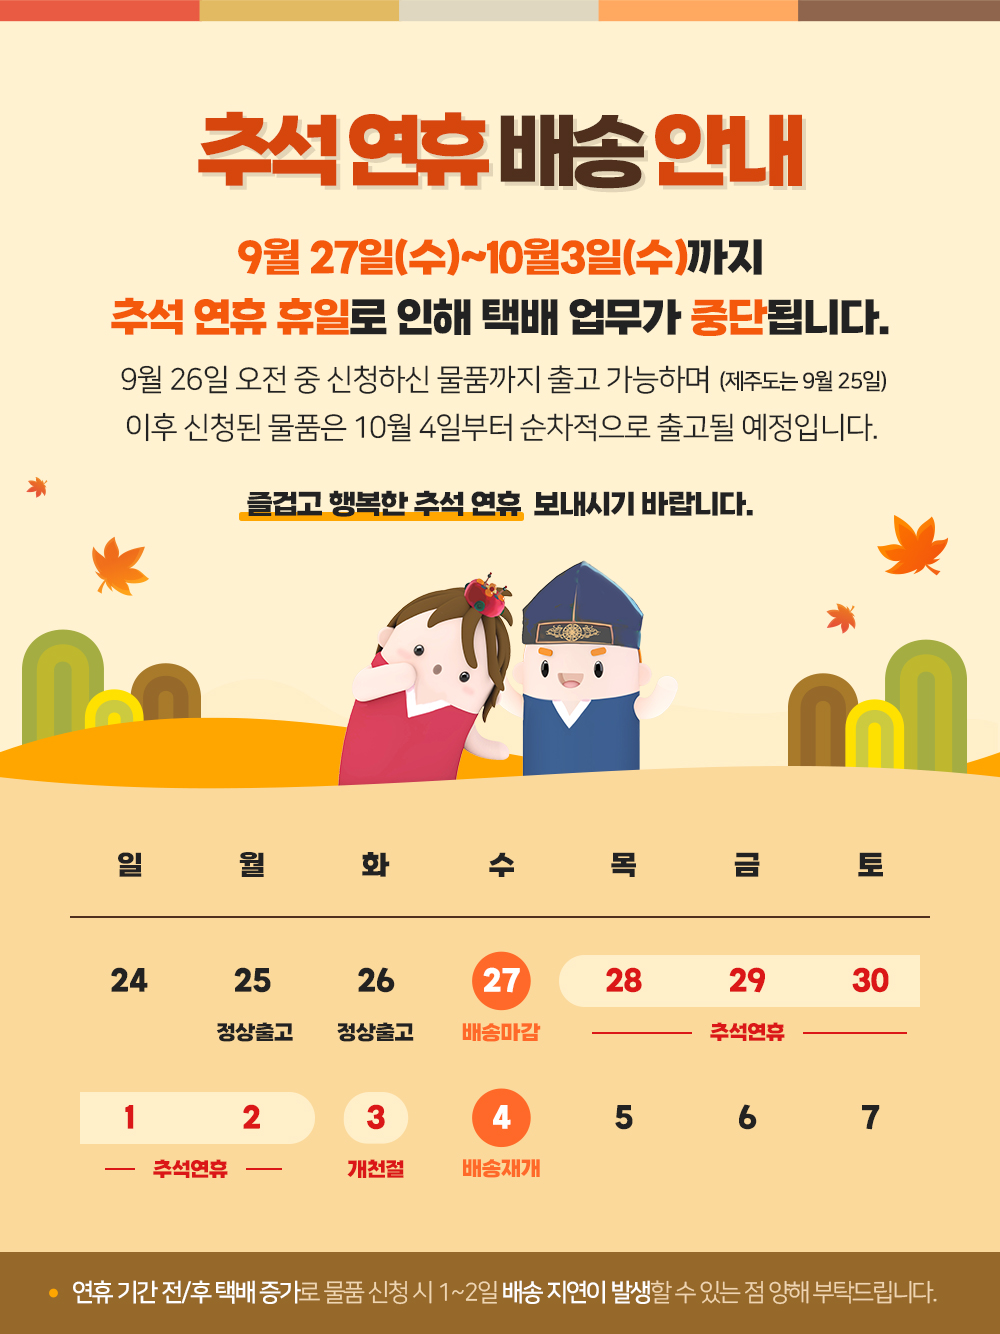 추석 연휴 배송 안내
9월 27일(수)~10월3일(수)까지
추석 연휴 휴일로 인해 택배 업무가 중단됩니다.
9월 26일 오전 중 신청하신 물품까지 출고 가능하며 (제주도는 9월 25일)
이후 신청된 물품은 10월 4일부터 순차적으로 출고될 예정입니다.
즐겁고 행복한 추석 연휴 보내시기 바랍니다.
일 월 화 수 목 금 토
24 25 26 27 28 29 30
정상출고 정상출고 배송마감 추석연휴
1 2 3 4 5 6 7
추석연휴 개천절 배송재개
• 연휴 기간 전/후 택배 증가로 물품 신청 시 1~2일 배송 지연이 발생할 수 있는 점 양해 부탁드립니다.